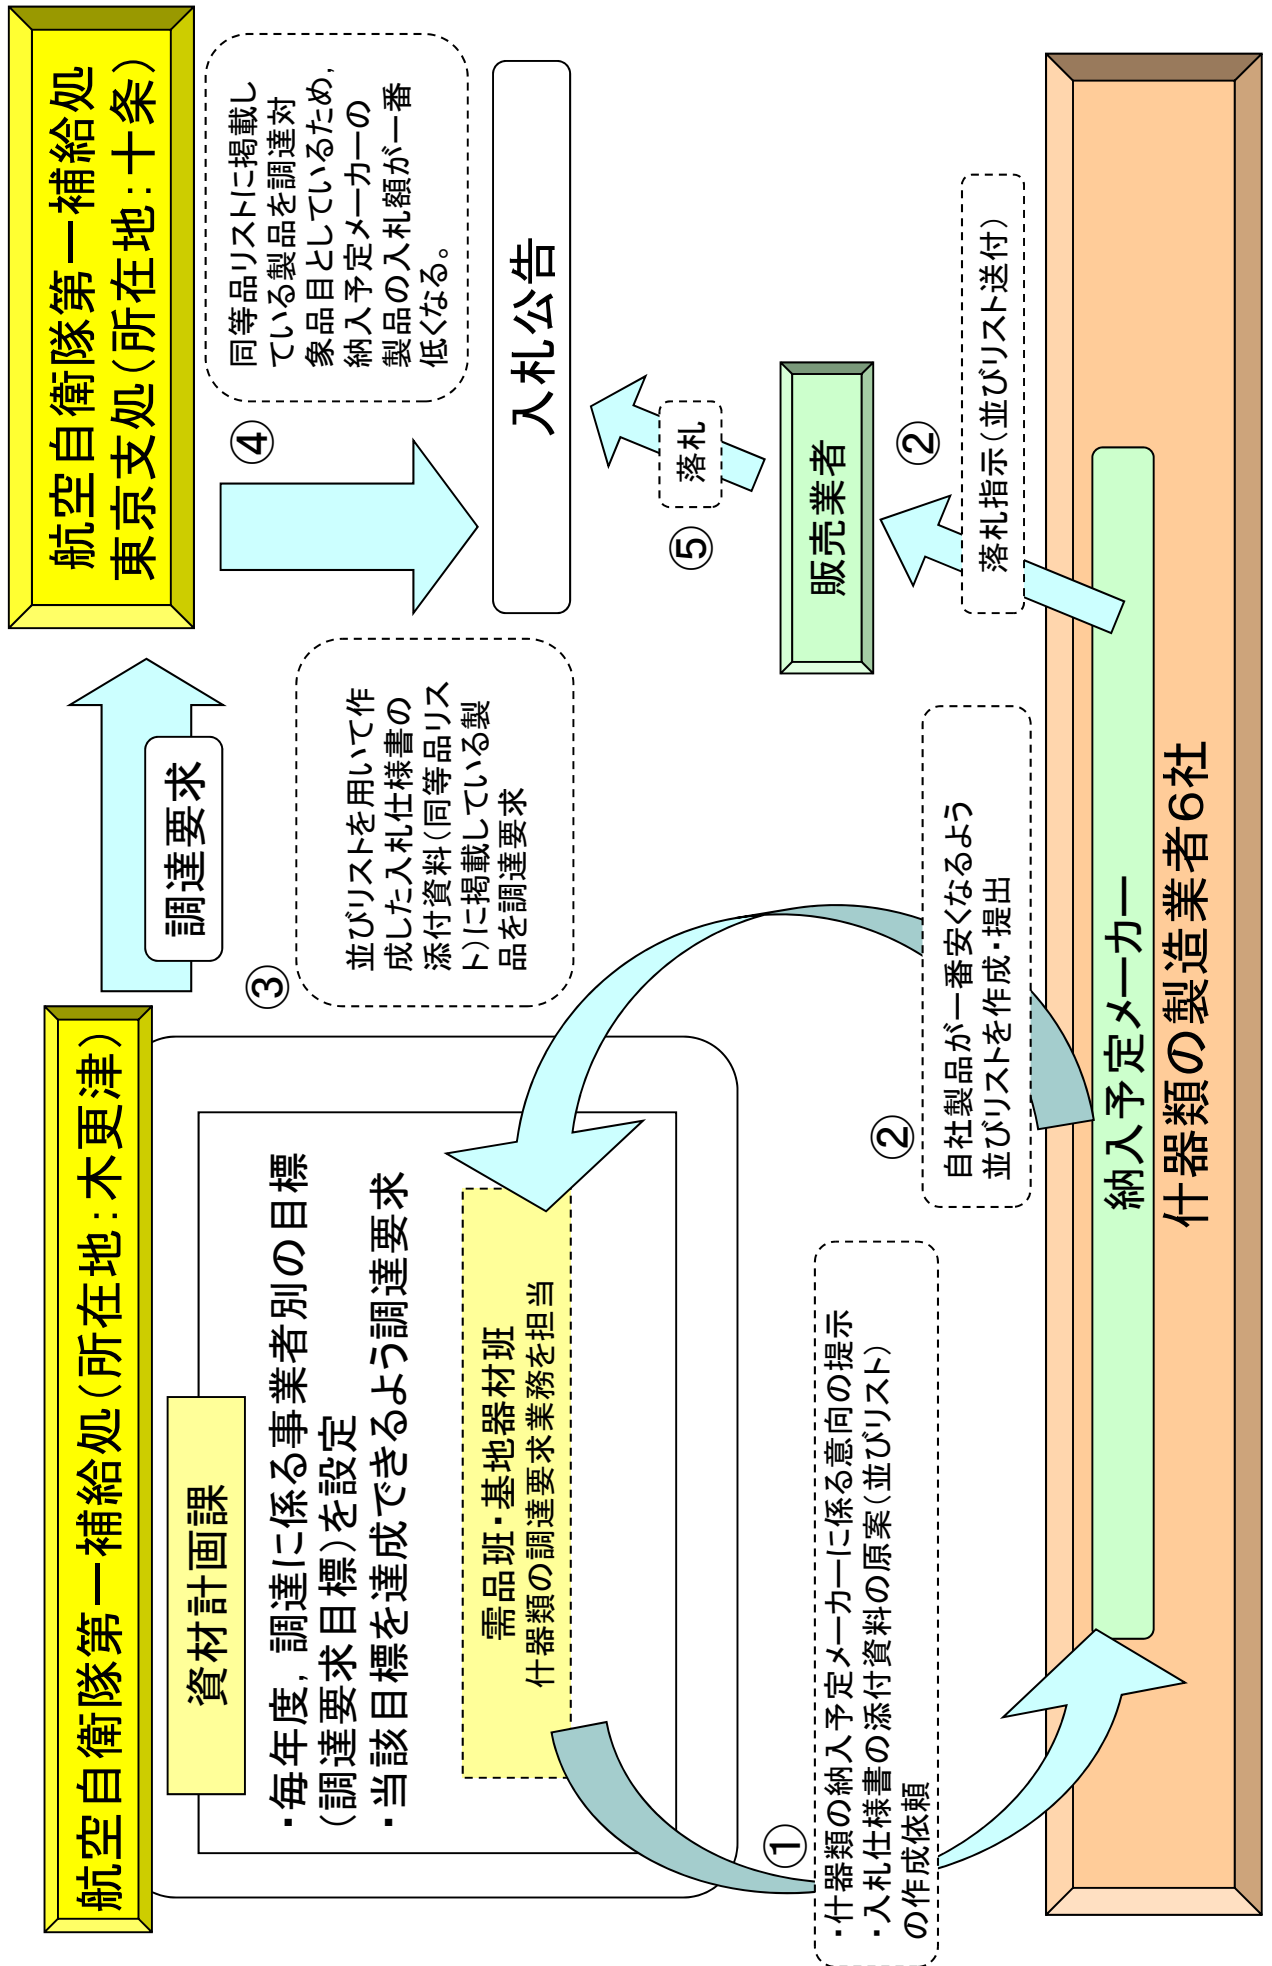 航空自衛隊第一補給処(所在地:木更津)
資材計画課
・毎年度,調達に係る事業者別の目標
(調達要求目標)を設定
・当該目標を達成できるよう調達要求
需品班・基地器材班
什器類の調達要求業務を担当
調達要求
③
並びリストを用いて作
成した入札仕様書の
添付資料(同等品リス
ト)に掲載している製
品を調達要求
航空自衛隊第一補給処
東京支処(所在地:十条)
④
同等品リストに掲載し
ている製品を調達対
象品目としているため,
納入予定メーカーの
製品の入札額が一番
低くなる。
入札公告
⑤
落札
販売業者
②
落札指示(並びリスト送付)
①
・什器類の納入予定メーカーに係る意向の提示
・入札仕様書の添付資料の原案(並びリスト)
の作成依頼
②
自社製品が一番安くなるよう
並びリストを作成・提出
納入予定メーカー
什器類の製造業者6社